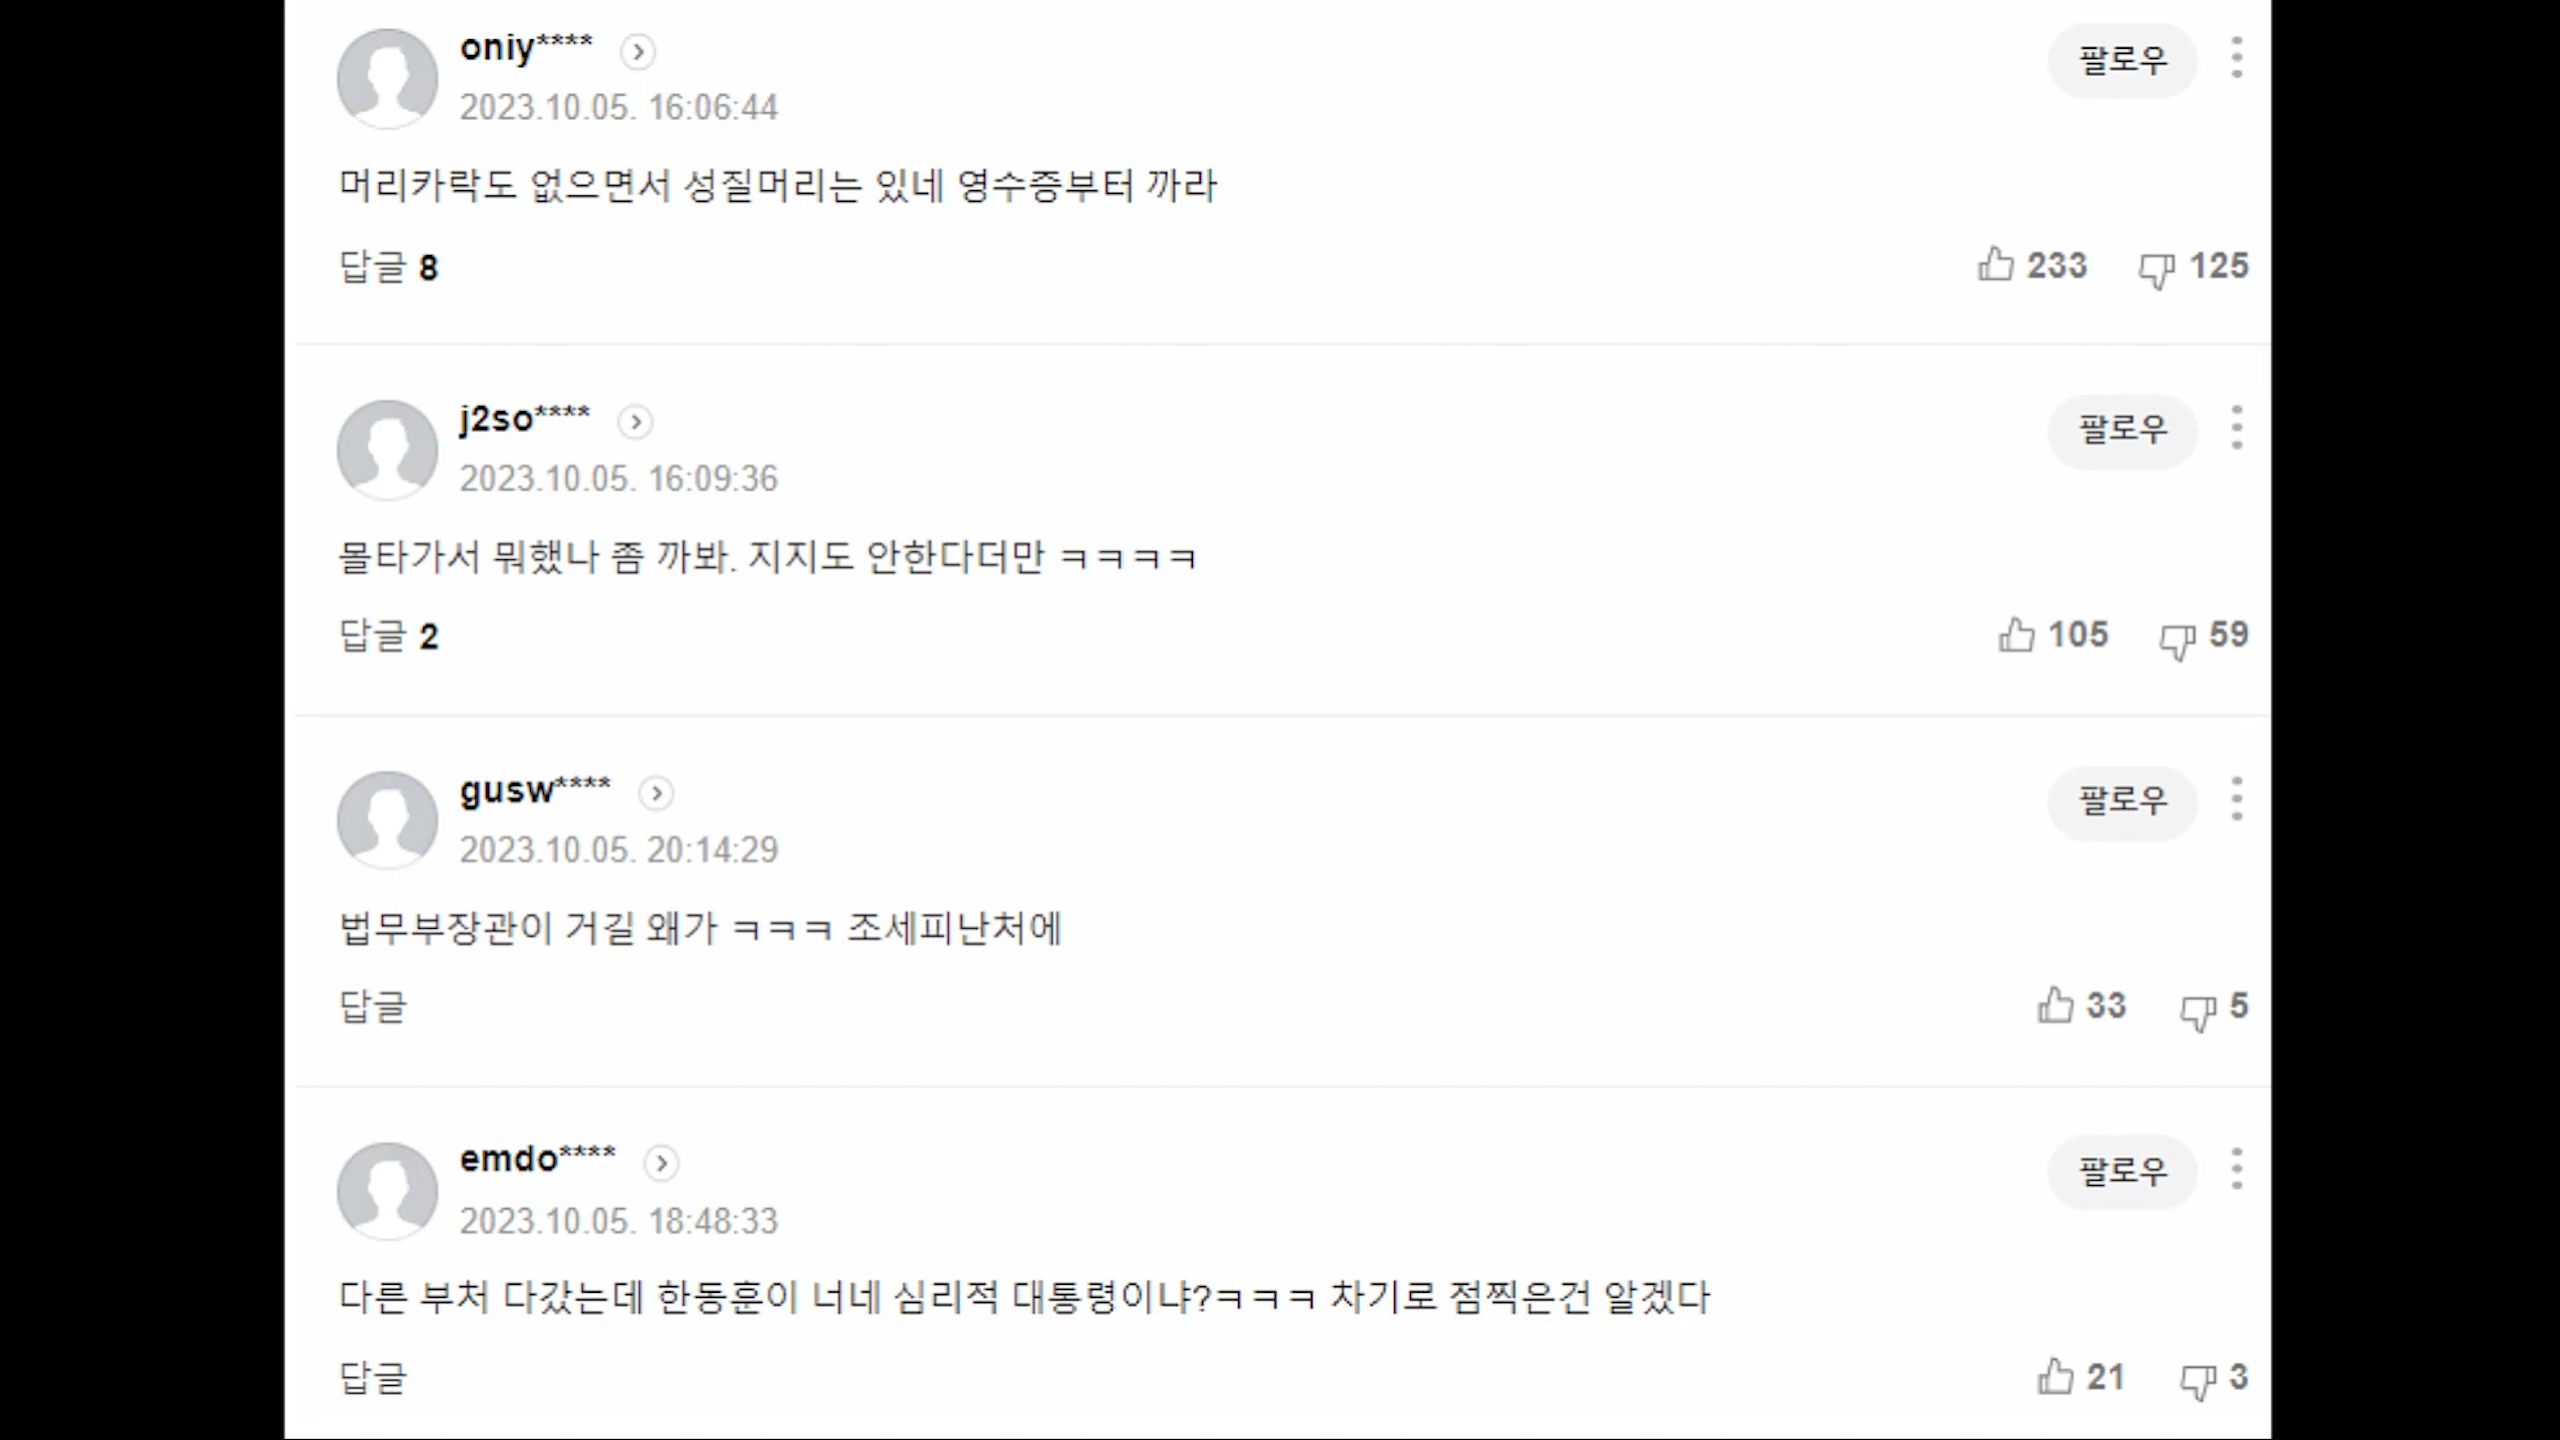 oniy****
팔로우
2023.10.05. 16:06:44
머리카락도 없으면서 성질머리는 있네 영수증부터 까라
답글 8
233 125
j2so****
팔로우
2023.10.05. 16:09:36
몰타가서 뭐했나 좀 까봐. 지지도 안한다더만 ㅋㅋㅋㅋ
답글 2
105 59
gusw****
팔로우
2023.10.05. 20:14:29
법무부장관이 거길 왜가 ㅋㅋㅋ 조세피난처에
답글
33 5
emdo****
팔로우
2023.10.05. 18:48:33
다른 부처 다갔는데 한동훈이 너네 심리적 대통령이냐?ㅋㅋㅋ 차기로 점찍은건 알겠다
답글
21 3